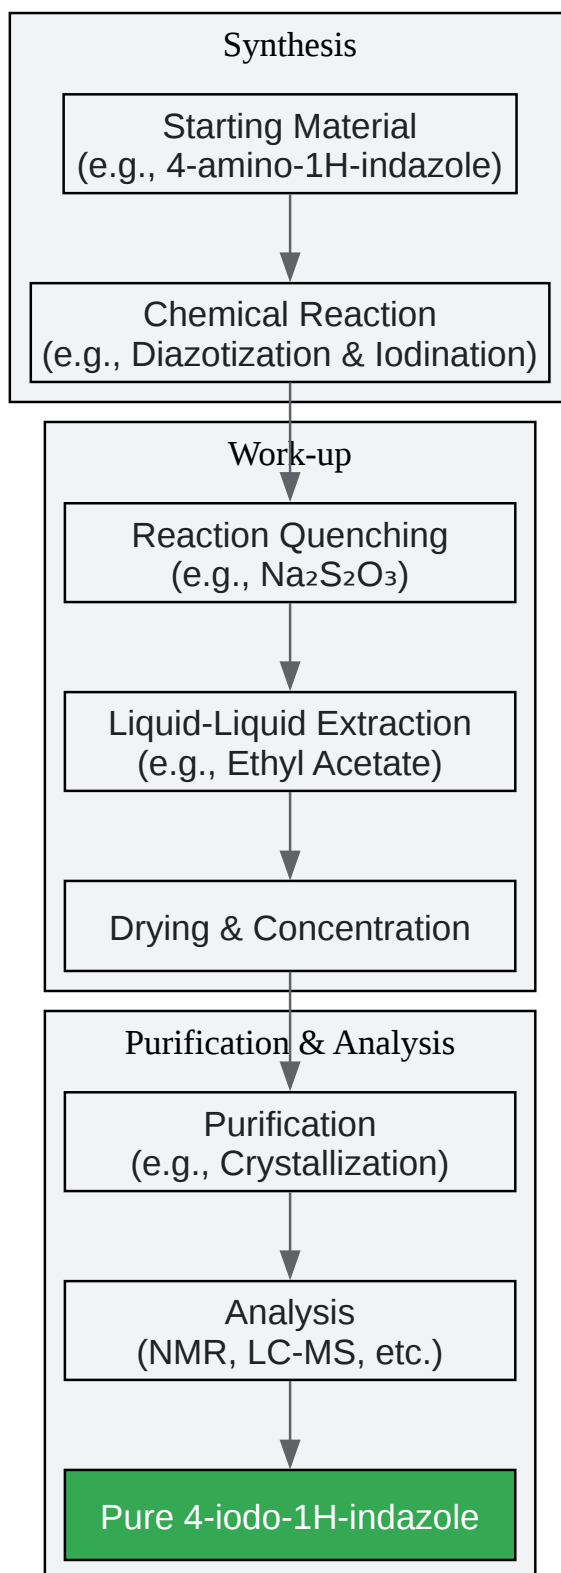 Synthesis
Starting Material
(e.g., 4-amino-1H-indazole)
Chemical Reaction
(e.g., Diazotization & Iodination)
Work-up
Reaction Quenching
(e.g., Na₂S₂O₃)
Liquid-Liquid Extraction
(e.g., Ethyl Acetate)
Drying & Concentration
Purification & Analysis
Purification
(e.g., Crystallization)
Analysis
(NMR, LC-MS, etc.)
Pure 4-iodo-1H-indazole